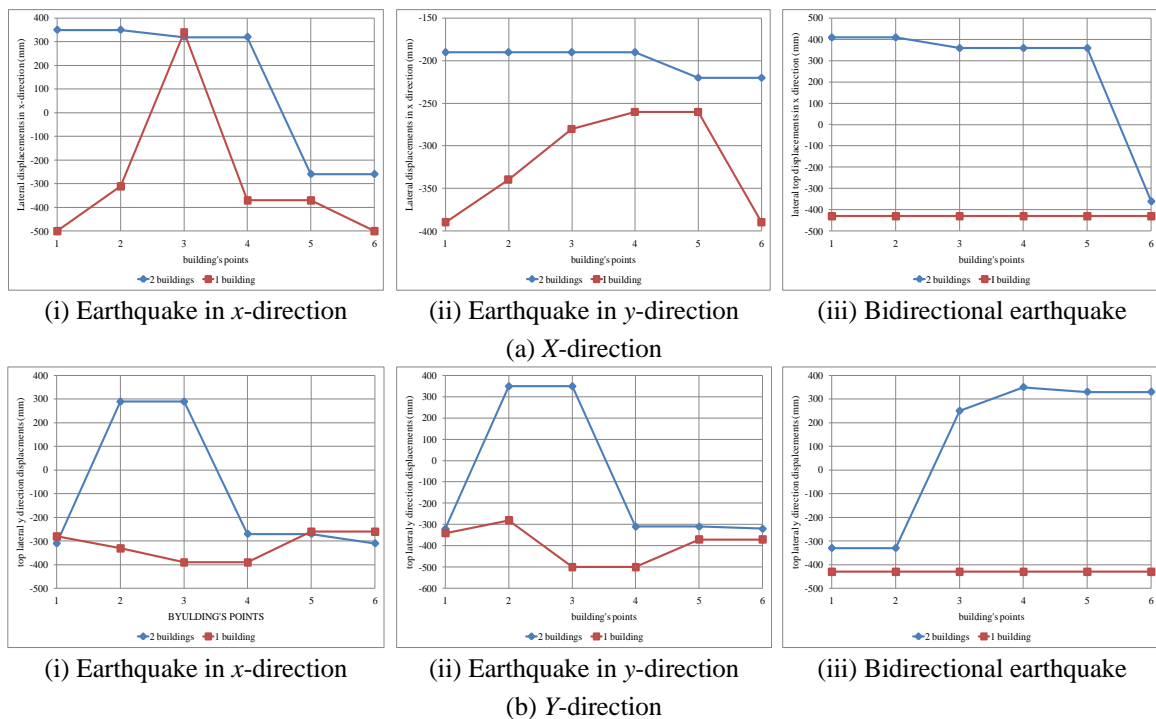 Lateral displacements in x-direction (mm)
400
300
200
100
0
-100
-200
-300
-400
-500
1 2 3 4 5 6
building's points
2 buildings 1 building
Lateral displacements in x direction (mm)
-150
-200
-250
-300
-350
-400
1 2 3 4 5 6
building's points
2 buildings I building
lateral top displacements in x direction (mm)
500
400
300
200
100
0
-100
-200
-300
-400
-500
1 2 3 4 5 6
building's points
2 buildings 1 building
(i) Earthquake in x-direction
(ii) Earthquake in y-direction
(iii) Bidirectional earthquake
(a) X-direction
top lateral y direction displacements (mm)
400
300
200
100
0
-100
-200
-300
-400
-500
1 2 3 4 5 6
BYULDING'S POINTS
2 buildings 1 building
top lateral y direction displacements (mm)
400
300
200
100
0
-100
-200
-300
-400
-500
-600
1 2 3 4 5 6
building's points
2 buildings 1 building
top lateral y direction dispalcements (mm)
400
300
200
100
0
-100
-200
-300
-400
-500
1 2 3 4 5 6
building's points
2 buildings 1 building
(i) Earthquake in x-direction
(ii) Earthquake in y-direction
(iii) Bidirectional earthquake
(b) Y-direction